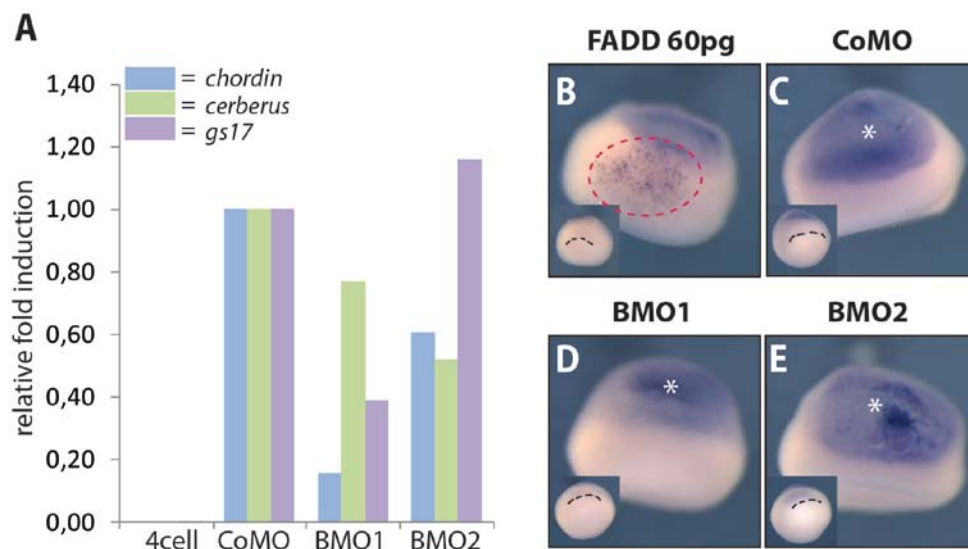 A
relative fold induction
1,40
1,20
1,00
0,80
0,60
0,40
0,20
0,00
= chordin
= cerberus
= gs17
4cell CoMO BMO1 BMO2
FADD 60pg CoMO
B C
*
BMO1 BMO2
D E
* *